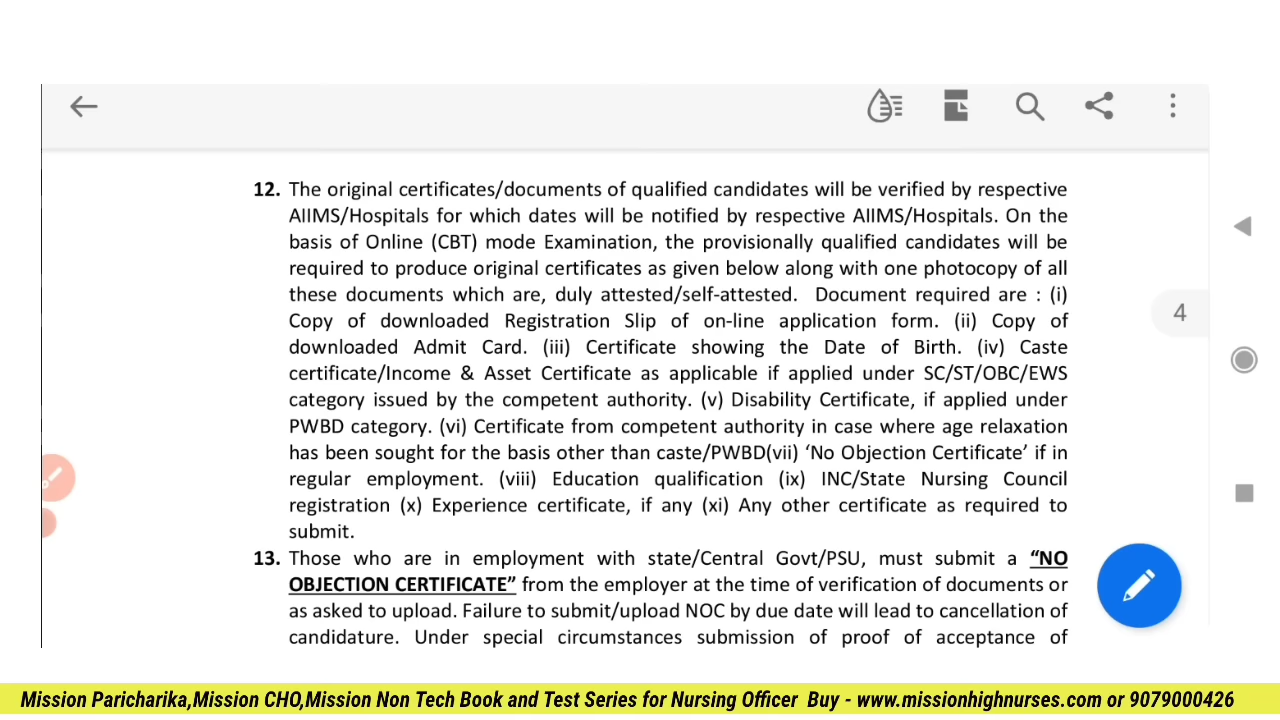 12. The original certificates/documents of qualified candidates will be verified by respective
AIIMS/Hospitals for which dates will be notified by respective AIIMS/Hospitals. On the
basis of Online (CBT) mode Examination, the provisionally qualified candidates will be
required to produce original certificates as given below along with one photocopy of all
these documents which are, duly attested/self-attested. Document required are : (i)
Copy of downloaded Registration Slip of on-line application form. (ii) Copy of
downloaded Admit Card. (iii) Certificate showing the Date of Birth. (iv) Caste
certificate/Income & Asset Certificate as applicable if applied under SC/ST/OBC/EWS
category issued by the competent authority. (v) Disability Certificate, if applied under
PWBD category. (vi) Certificate from competent authority in case where age relaxation
has been sought for the basis other than caste/PWBD(vii) ‘No Objection Certificate’ if in
regular employment. (viii) Education qualification (ix) INC/State Nursing Council
registration (x) Experience certificate, if any (xi) Any other certificate as required to
submit.
4
13. Those who are in employment with state/Central Govt/PSU, must submit a “NO
OBJECTION CERTIFICATE” from the employer at the time of verification of documents or
as asked to upload. Failure to submit/upload NOC by due date will lead to cancellation of
candidature. Under special circumstances submission of proof of acceptance of
Mission Paricharika,Mission CHO,Mission Non Tech Book and Test Series for Nursing Officer Buy - www.missionhighnurses.com or 9079000426